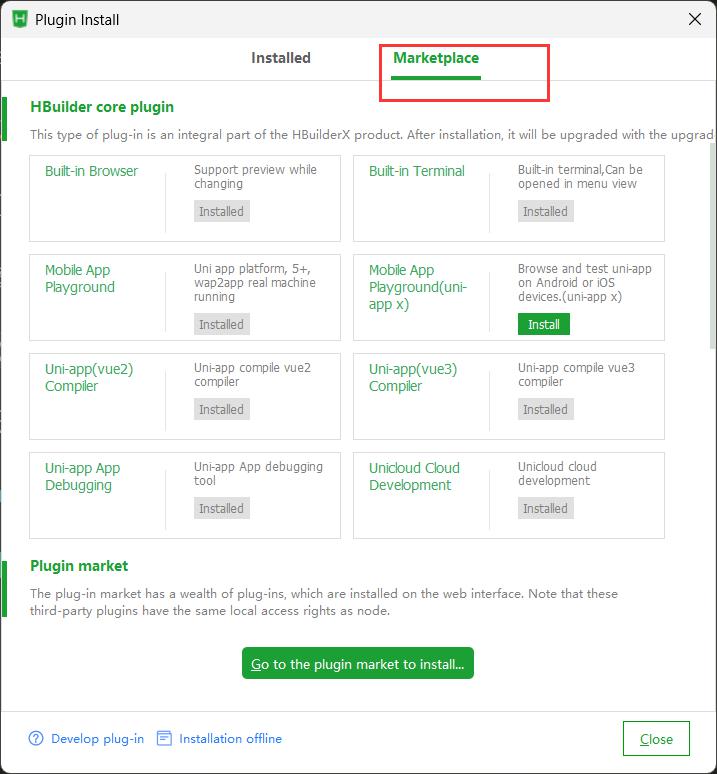 Plugin Install
Installed
Marketplace
HBuilder core plugin
This type of plug-in is an integral part of the HBuilderX product. After installation, it will be upgraded with the upgrad
Built-in Browser
Support preview while
changing
Installed
Built-in Terminal
Built-in terminal,Can be
opened in menu view
Installed
Mobile App
Playground
Uni app platform, 5+,
wap2app real machine
running
Installed
Mobile App
Playground(uni-
app x)
Browse and test uni-app
on Android or iOS
devices.(uni-app x)
Install
Uni-app(vue2)
Compiler
Uni-app compile vue2
compiler
Installed
Uni-app(vue3)
Compiler
Uni-app compile vue3
compiler
Installed
Uni-app App
Debugging
Uni-app App debugging
tool
Installed
Unicloud Cloud
Development
Unicloud cloud
development
Installed
Plugin market
The plug-in market has a wealth of plug-ins, which are installed on the web interface. Note that these
third-party plugins have the same local access rights as node.
Go to the plugin market to install...
Develop plug-in
Installation offline
Close